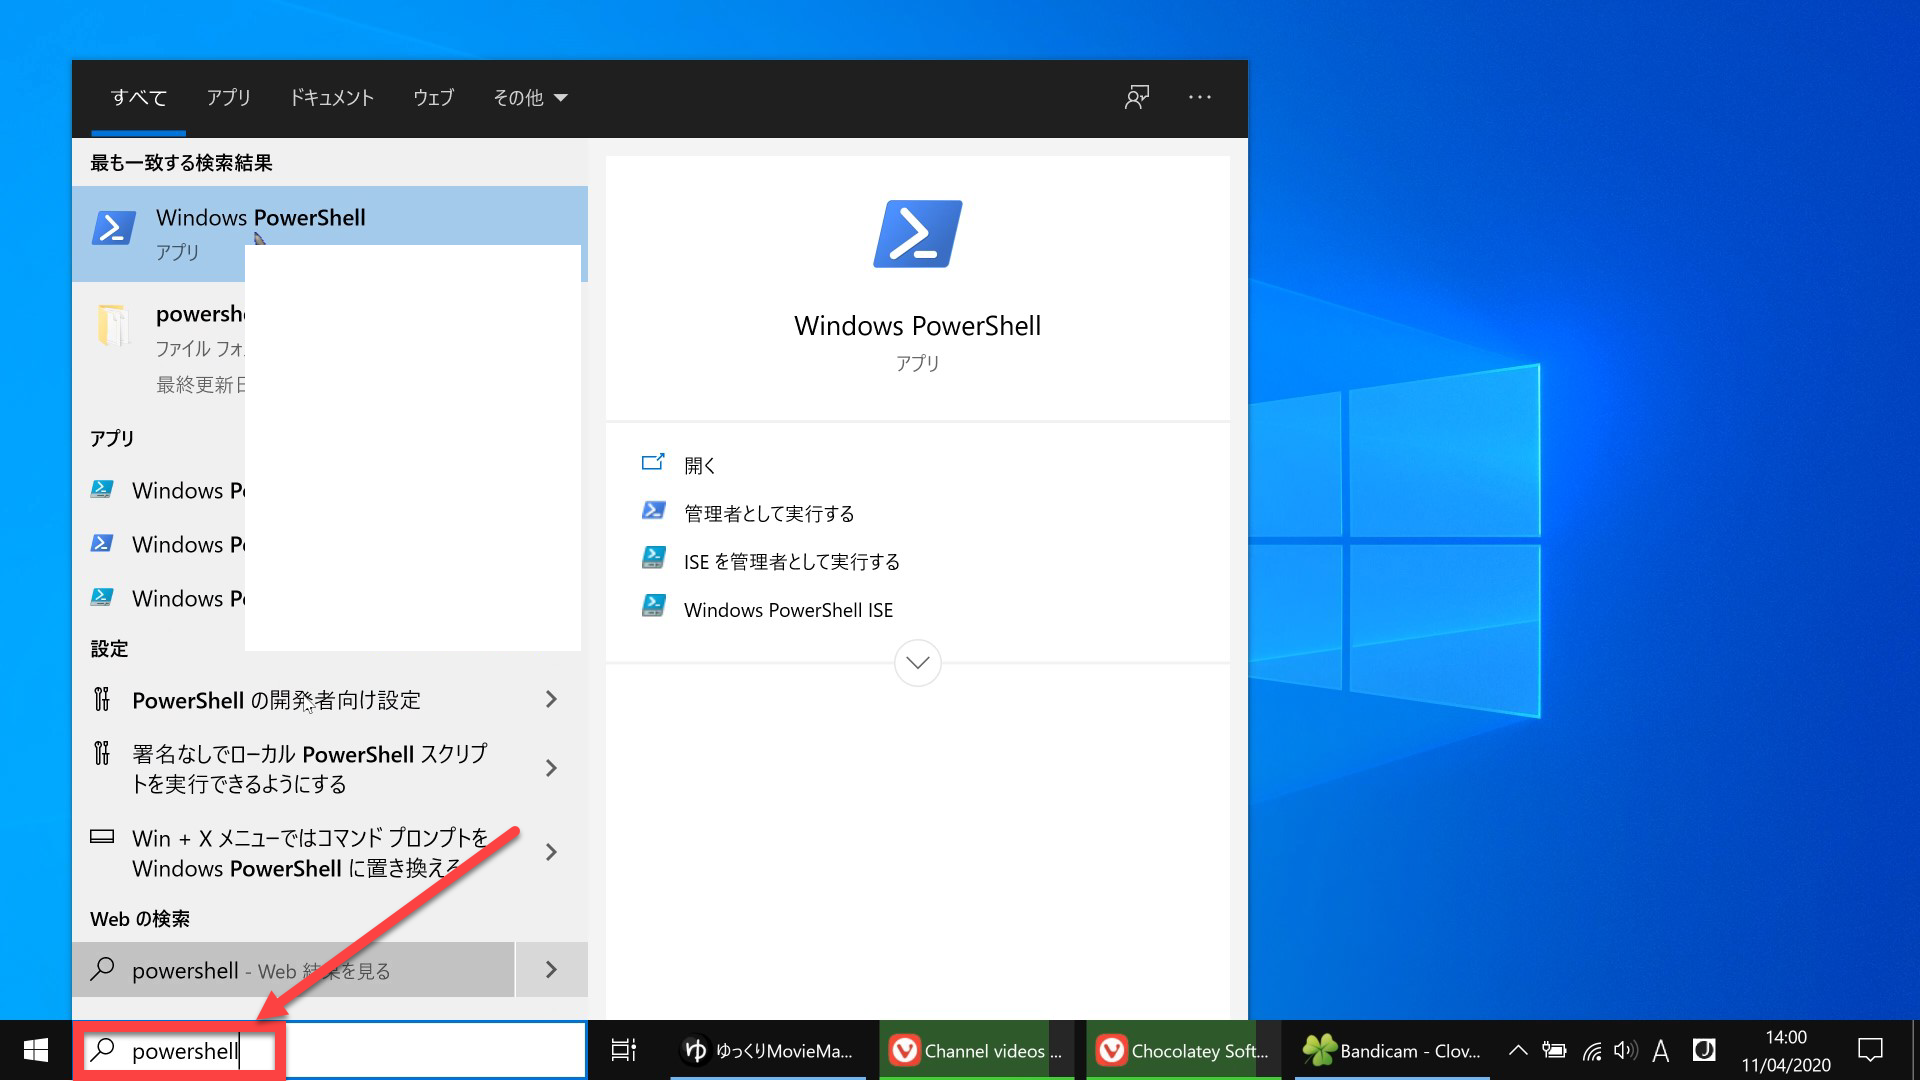 すべて アプリ ドキュメント ウェブ その他
最も一致する検索結果
Windows PowerShell
アプリ
powersh
ファイル フォ
最終更新日
アプリ
Windows P
Windows P
Windows P
設定
PowerShell の開発者向け設定
署名なしでローカル PowerShell スクリプ
トを実行できるようにする
Win + X メニューではコマンド プロンプトを
Windows PowerShell に置き換える
Web の検索
powershell - Web 結果を見る
powershell
Windows PowerShell
アプリ
開く
管理者として実行する
ISE を管理者として実行する
Windows PowerShell ISE
ゆ ゆっくりMovieMa...
Channel videos ...
Chocolatey Soft...
Bandicam - Clov...
A
J
14:00
11/04/2020